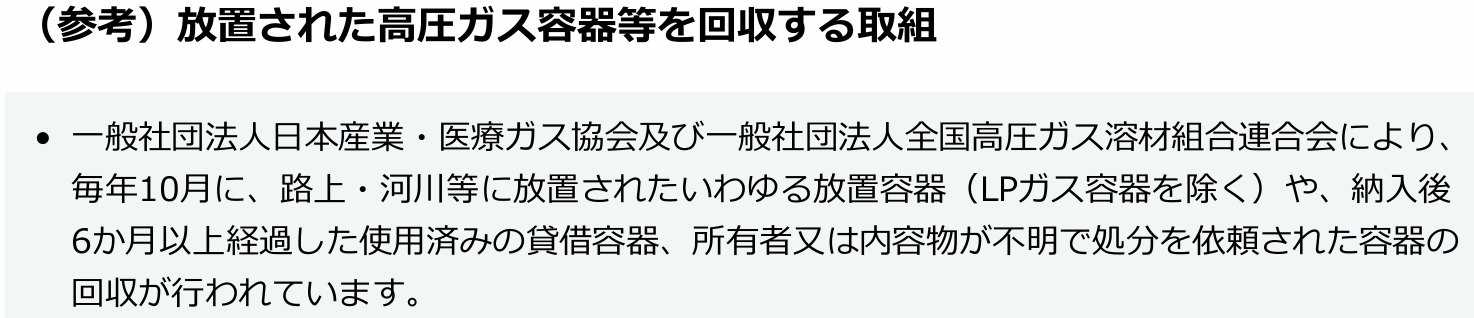 （参考）放置された高圧ガス容器等を回収する取組
• 一般社団法人日本産業・医療ガス協会及び一般社団法人全国高圧ガス溶材組合連合会により、
毎年10月に、路上・河川等に放置されたいわゆる放置容器（LPガス容器を除く）や、納入後
6か月以上経過した使用済みの貸借容器、所有者又は内容物が不明で処分を依頼された容器の
回収が行われています。